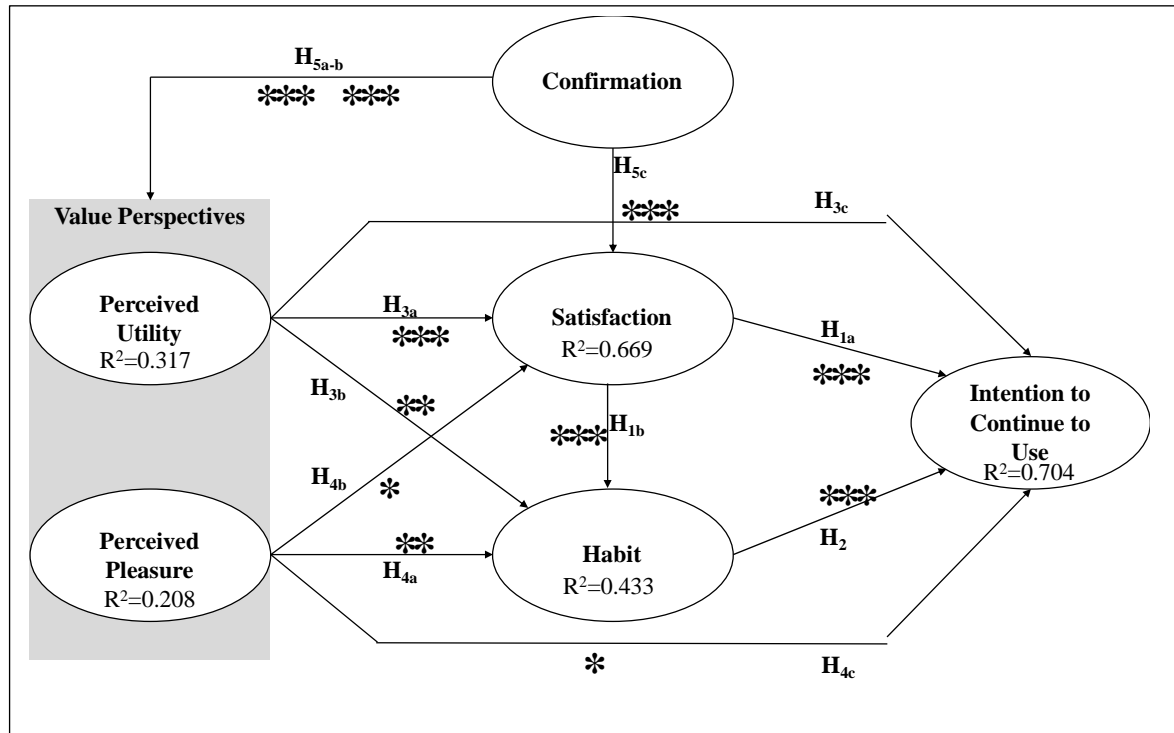 H5a-b
*** ***
Confirmation
H5c
***
H3c
Value Perspectives
Perceived
Utility
R²=0.317
H3a
***
Satisfaction
R²=0.669
H1a
***
H3b
**
***
H1b
Intention to
Continue to
Use
R²=0.704
H4b
*
***
H2
Perceived
Pleasure
R²=0.208
**
H4a
Habit
R²=0.433
*
H4c